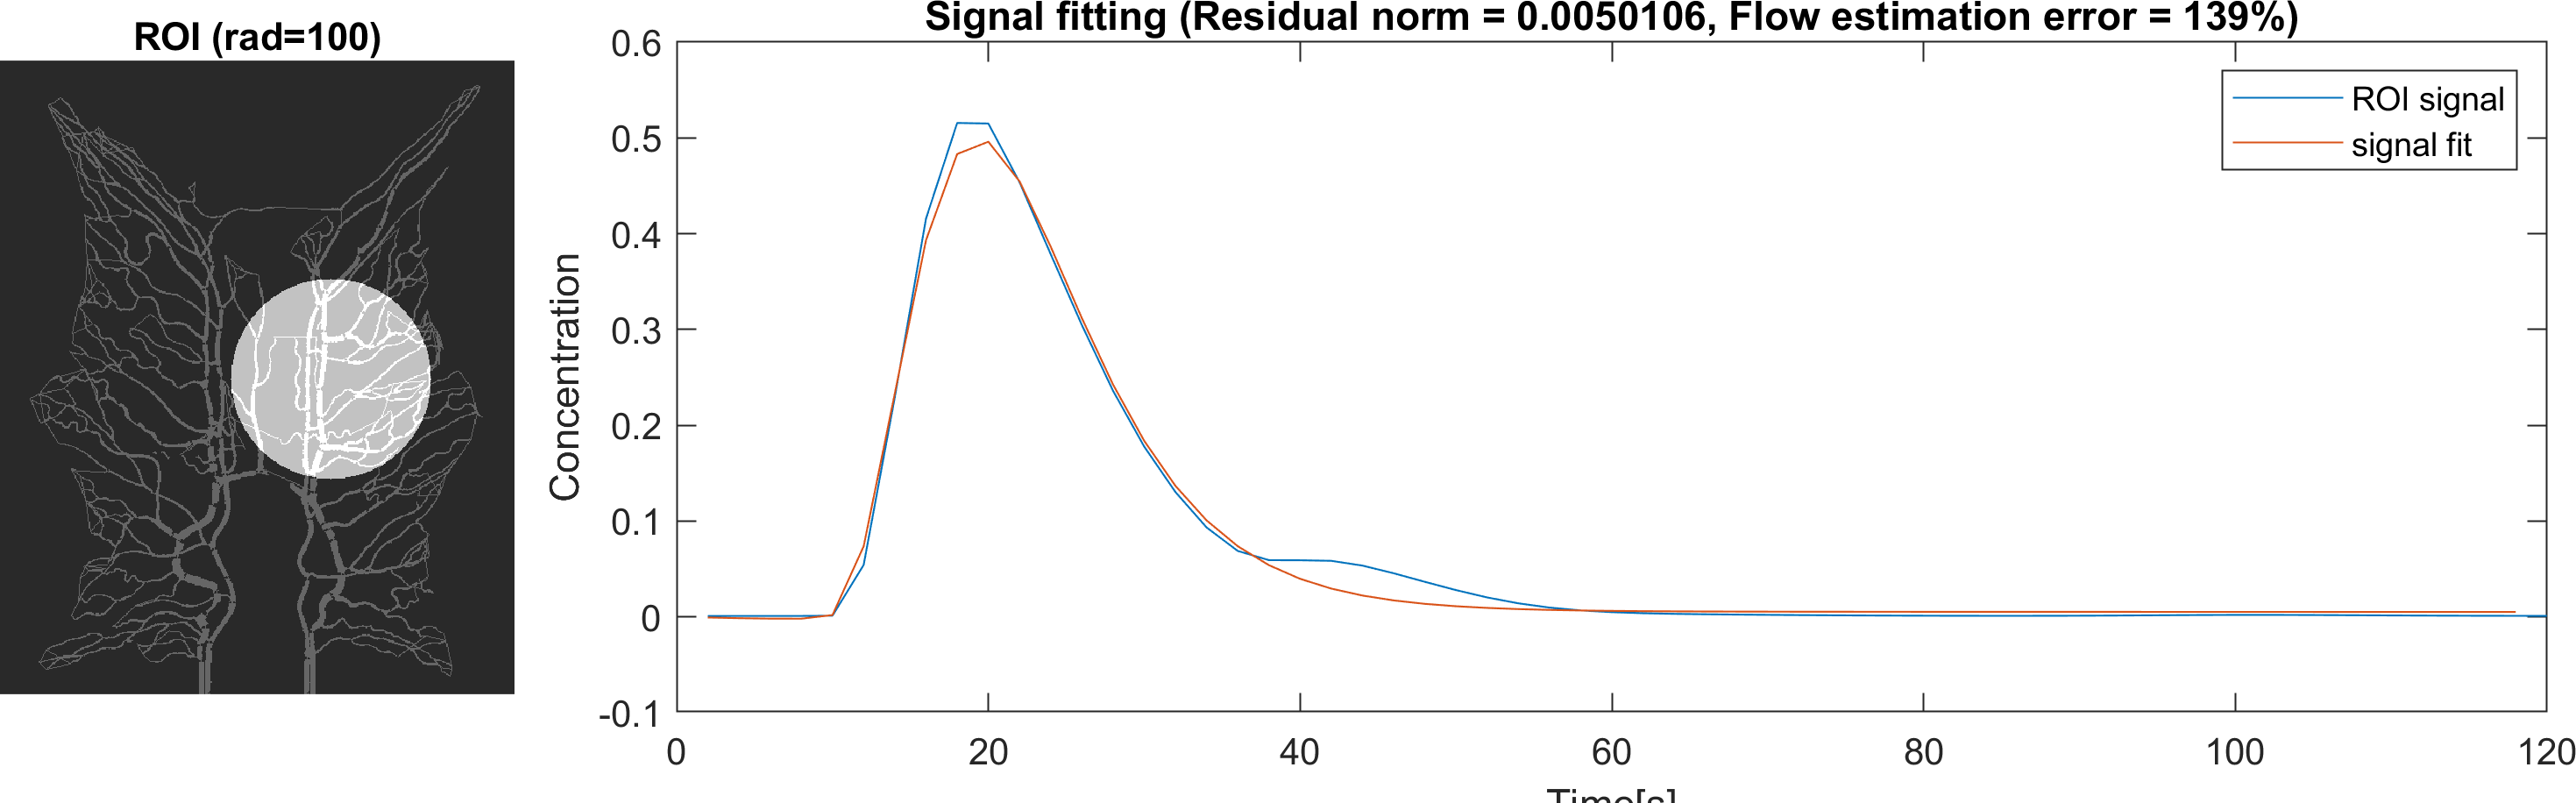 ROI (rad=100)
Signal fitting (Residual norm = 0.0050106, Flow estimation error = 139%)
0.6
0.5
0.4
0.3
0.2
0.1
0
-0.1
Concentration
ROI signal
signal fit
0 20 40 60 80 100 120
Time[s]